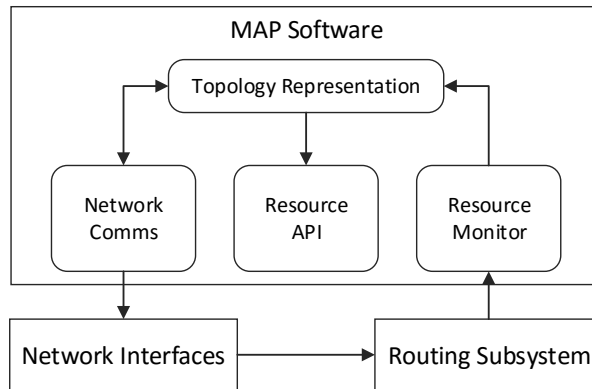 MAP Software
Topology Representation
Network
Comms
Resource
API
Resource
Monitor
Network Interfaces
Routing Subsystem